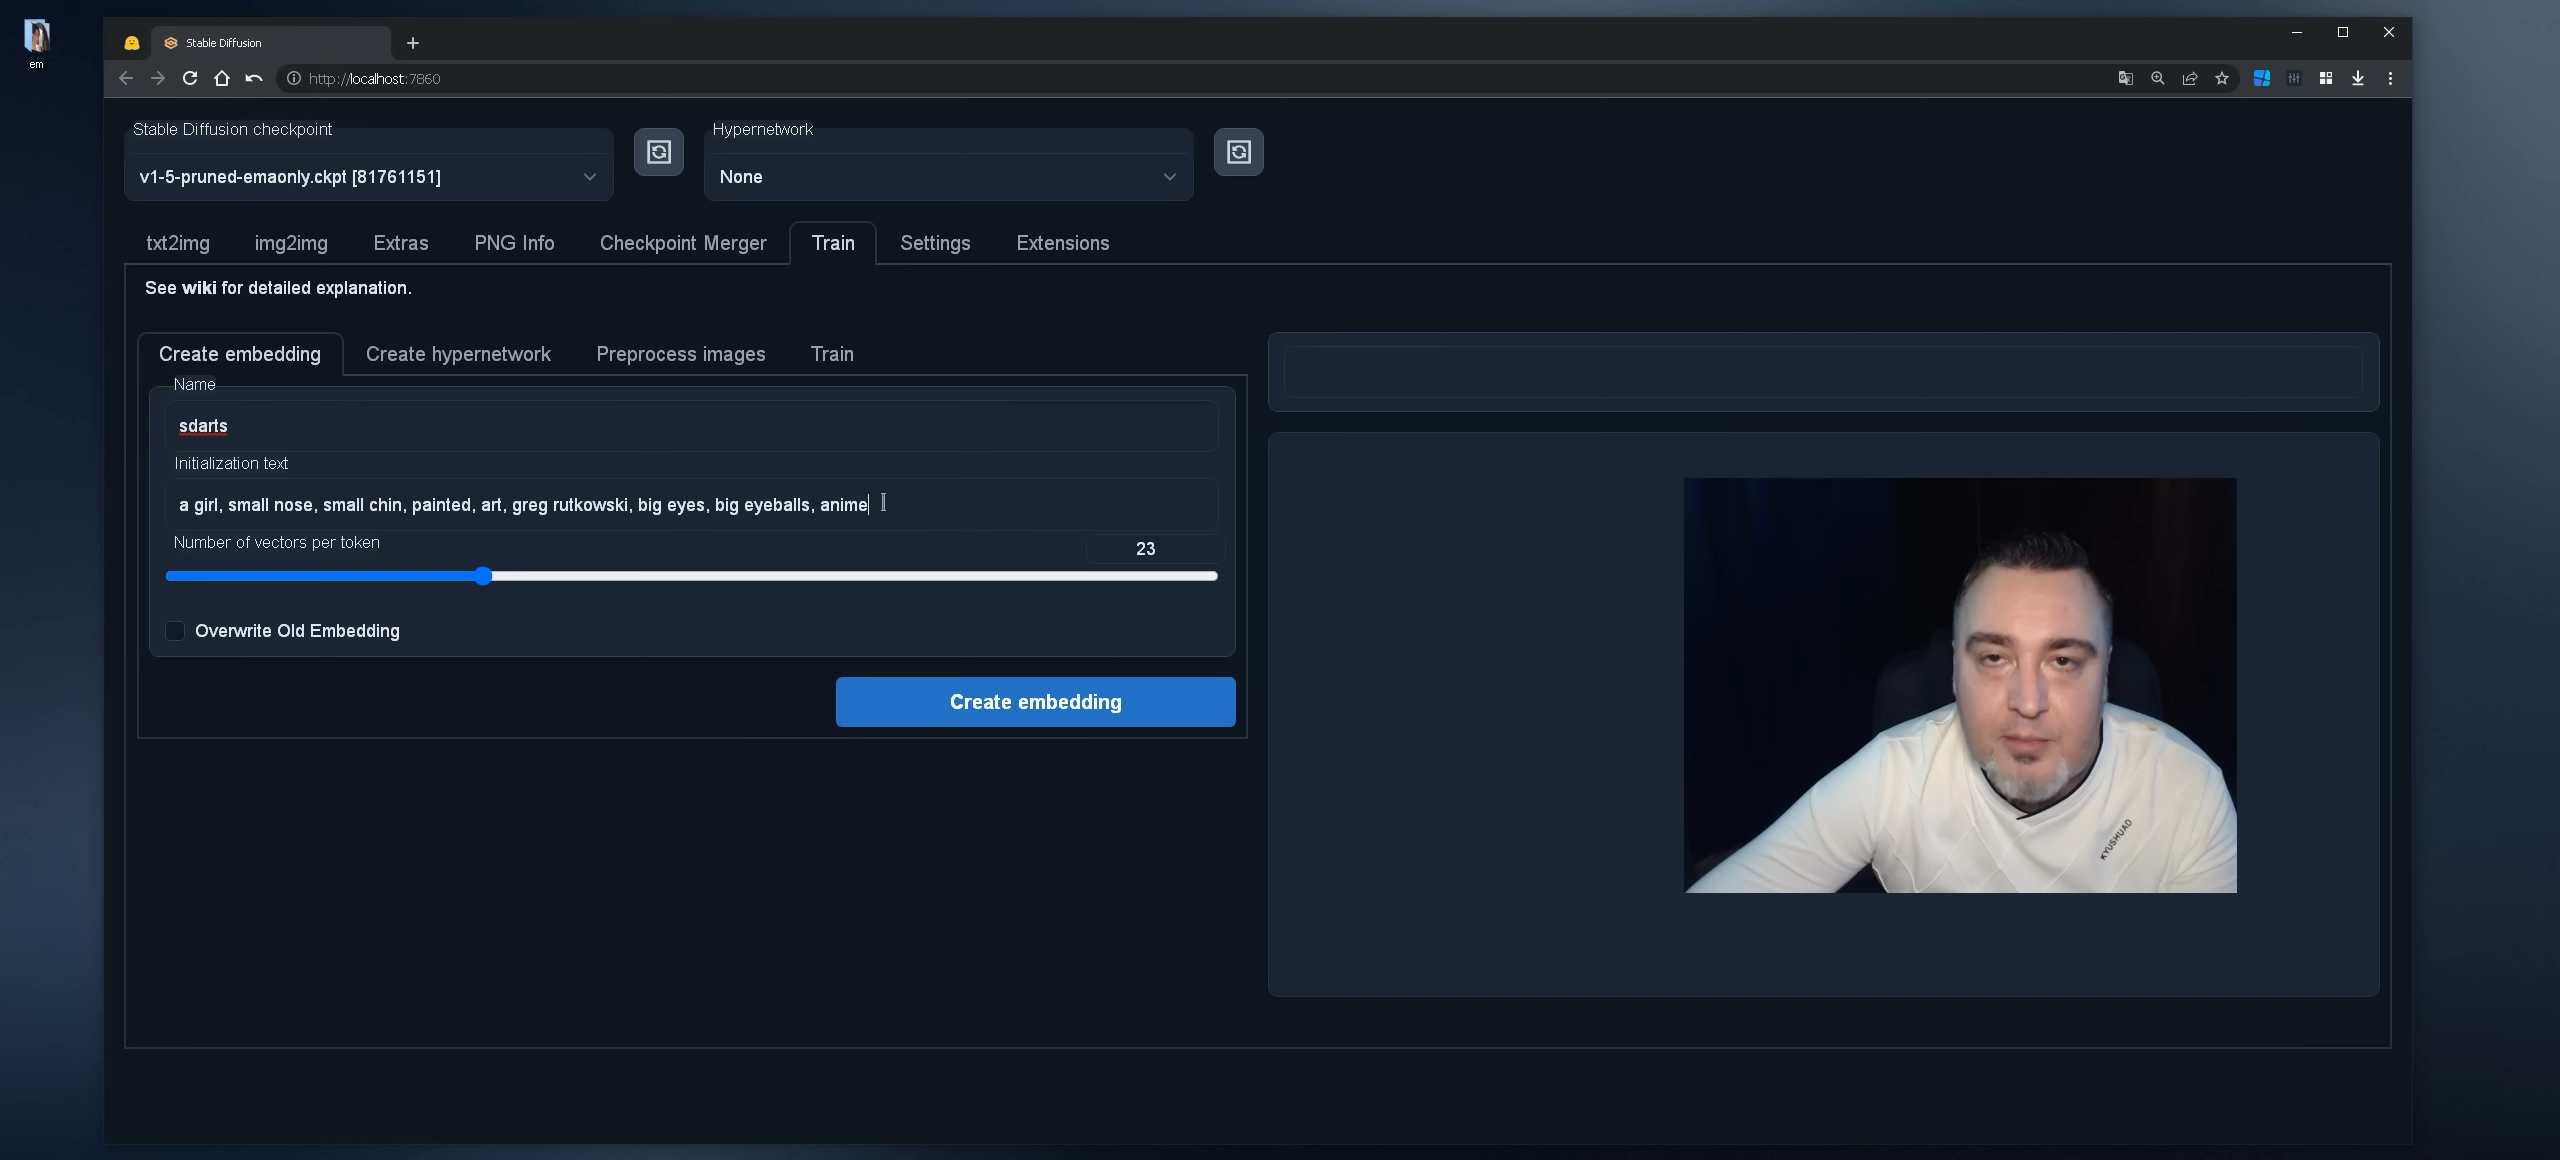 em
Stable Diffusion
http://localhost:7860
Stable Diffusion checkpoint
v1-5-pruned-emaonly.ckpt [81761151]
Hypernetwork
None
txt2img
img2img
Extras
PNG Info
Checkpoint Merger
Train
Settings
Extensions
See wiki for detailed explanation.
Create embedding
Create hypernetwork
Preprocess images
Train
Name
sdarts
Initialization text
a girl, small nose, small chin, painted, art, greg rutkowski, big eyes, big eyeballs, anime
Number of vectors per token
23
Overwrite Old Embedding
Create embedding
KYUSHUAD